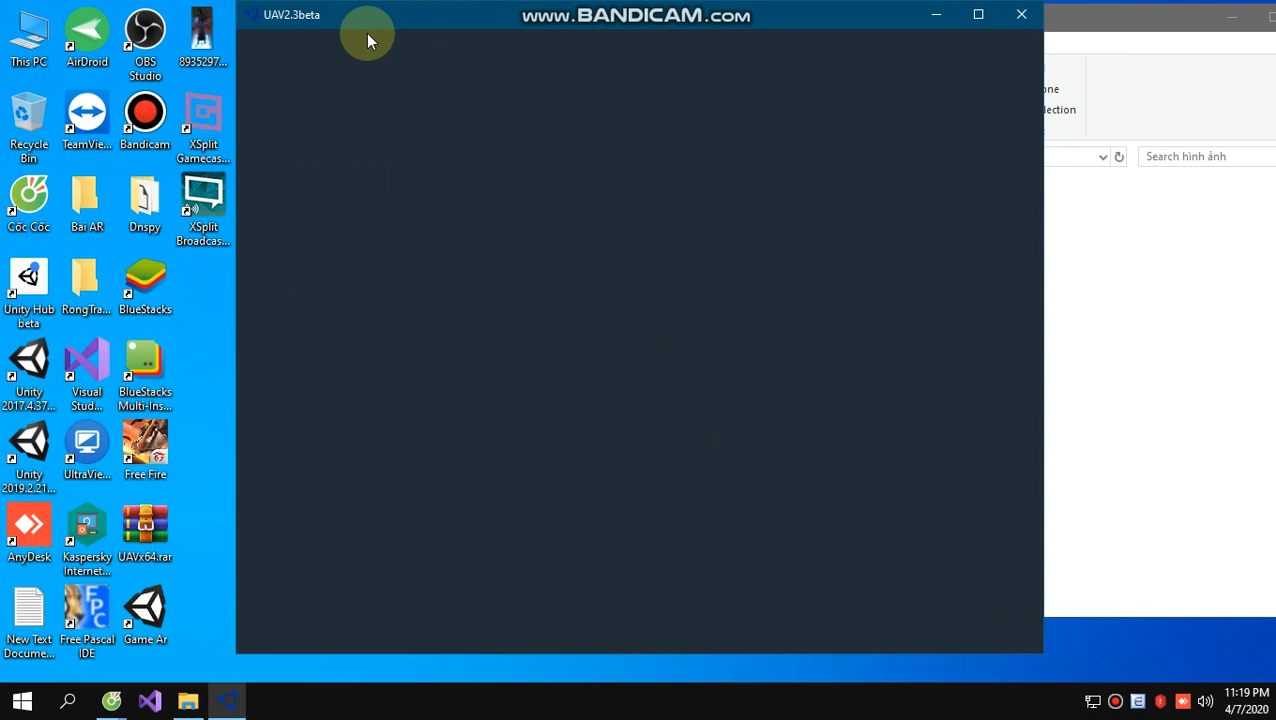 UAV2.3beta
www.BANDICAM.com
This PC
AirDroid
OBS
Studio
8935297...
one
lection
Search hình ảnh
Recycle
Bin
TeamVie...
Bandicam
XSplit
Gamecas...
Cốc Cốc
Bai AR
Dnspy
XSplit
Broadcas...
Unity Hub
beta
RongTra...
BlueStacks
Unity
2017.4.37...
Visual
Stud...
BlueStacks
Multi-Ins...
Unity
2019.2.21...
UltraVie...
Free Fire
AnyDesk
Kaspersky
Internet...
UAVx64.rar
New Text
Docume...
Free Pascal
IDE
Game Ar
11:19 PM
4/7/2020